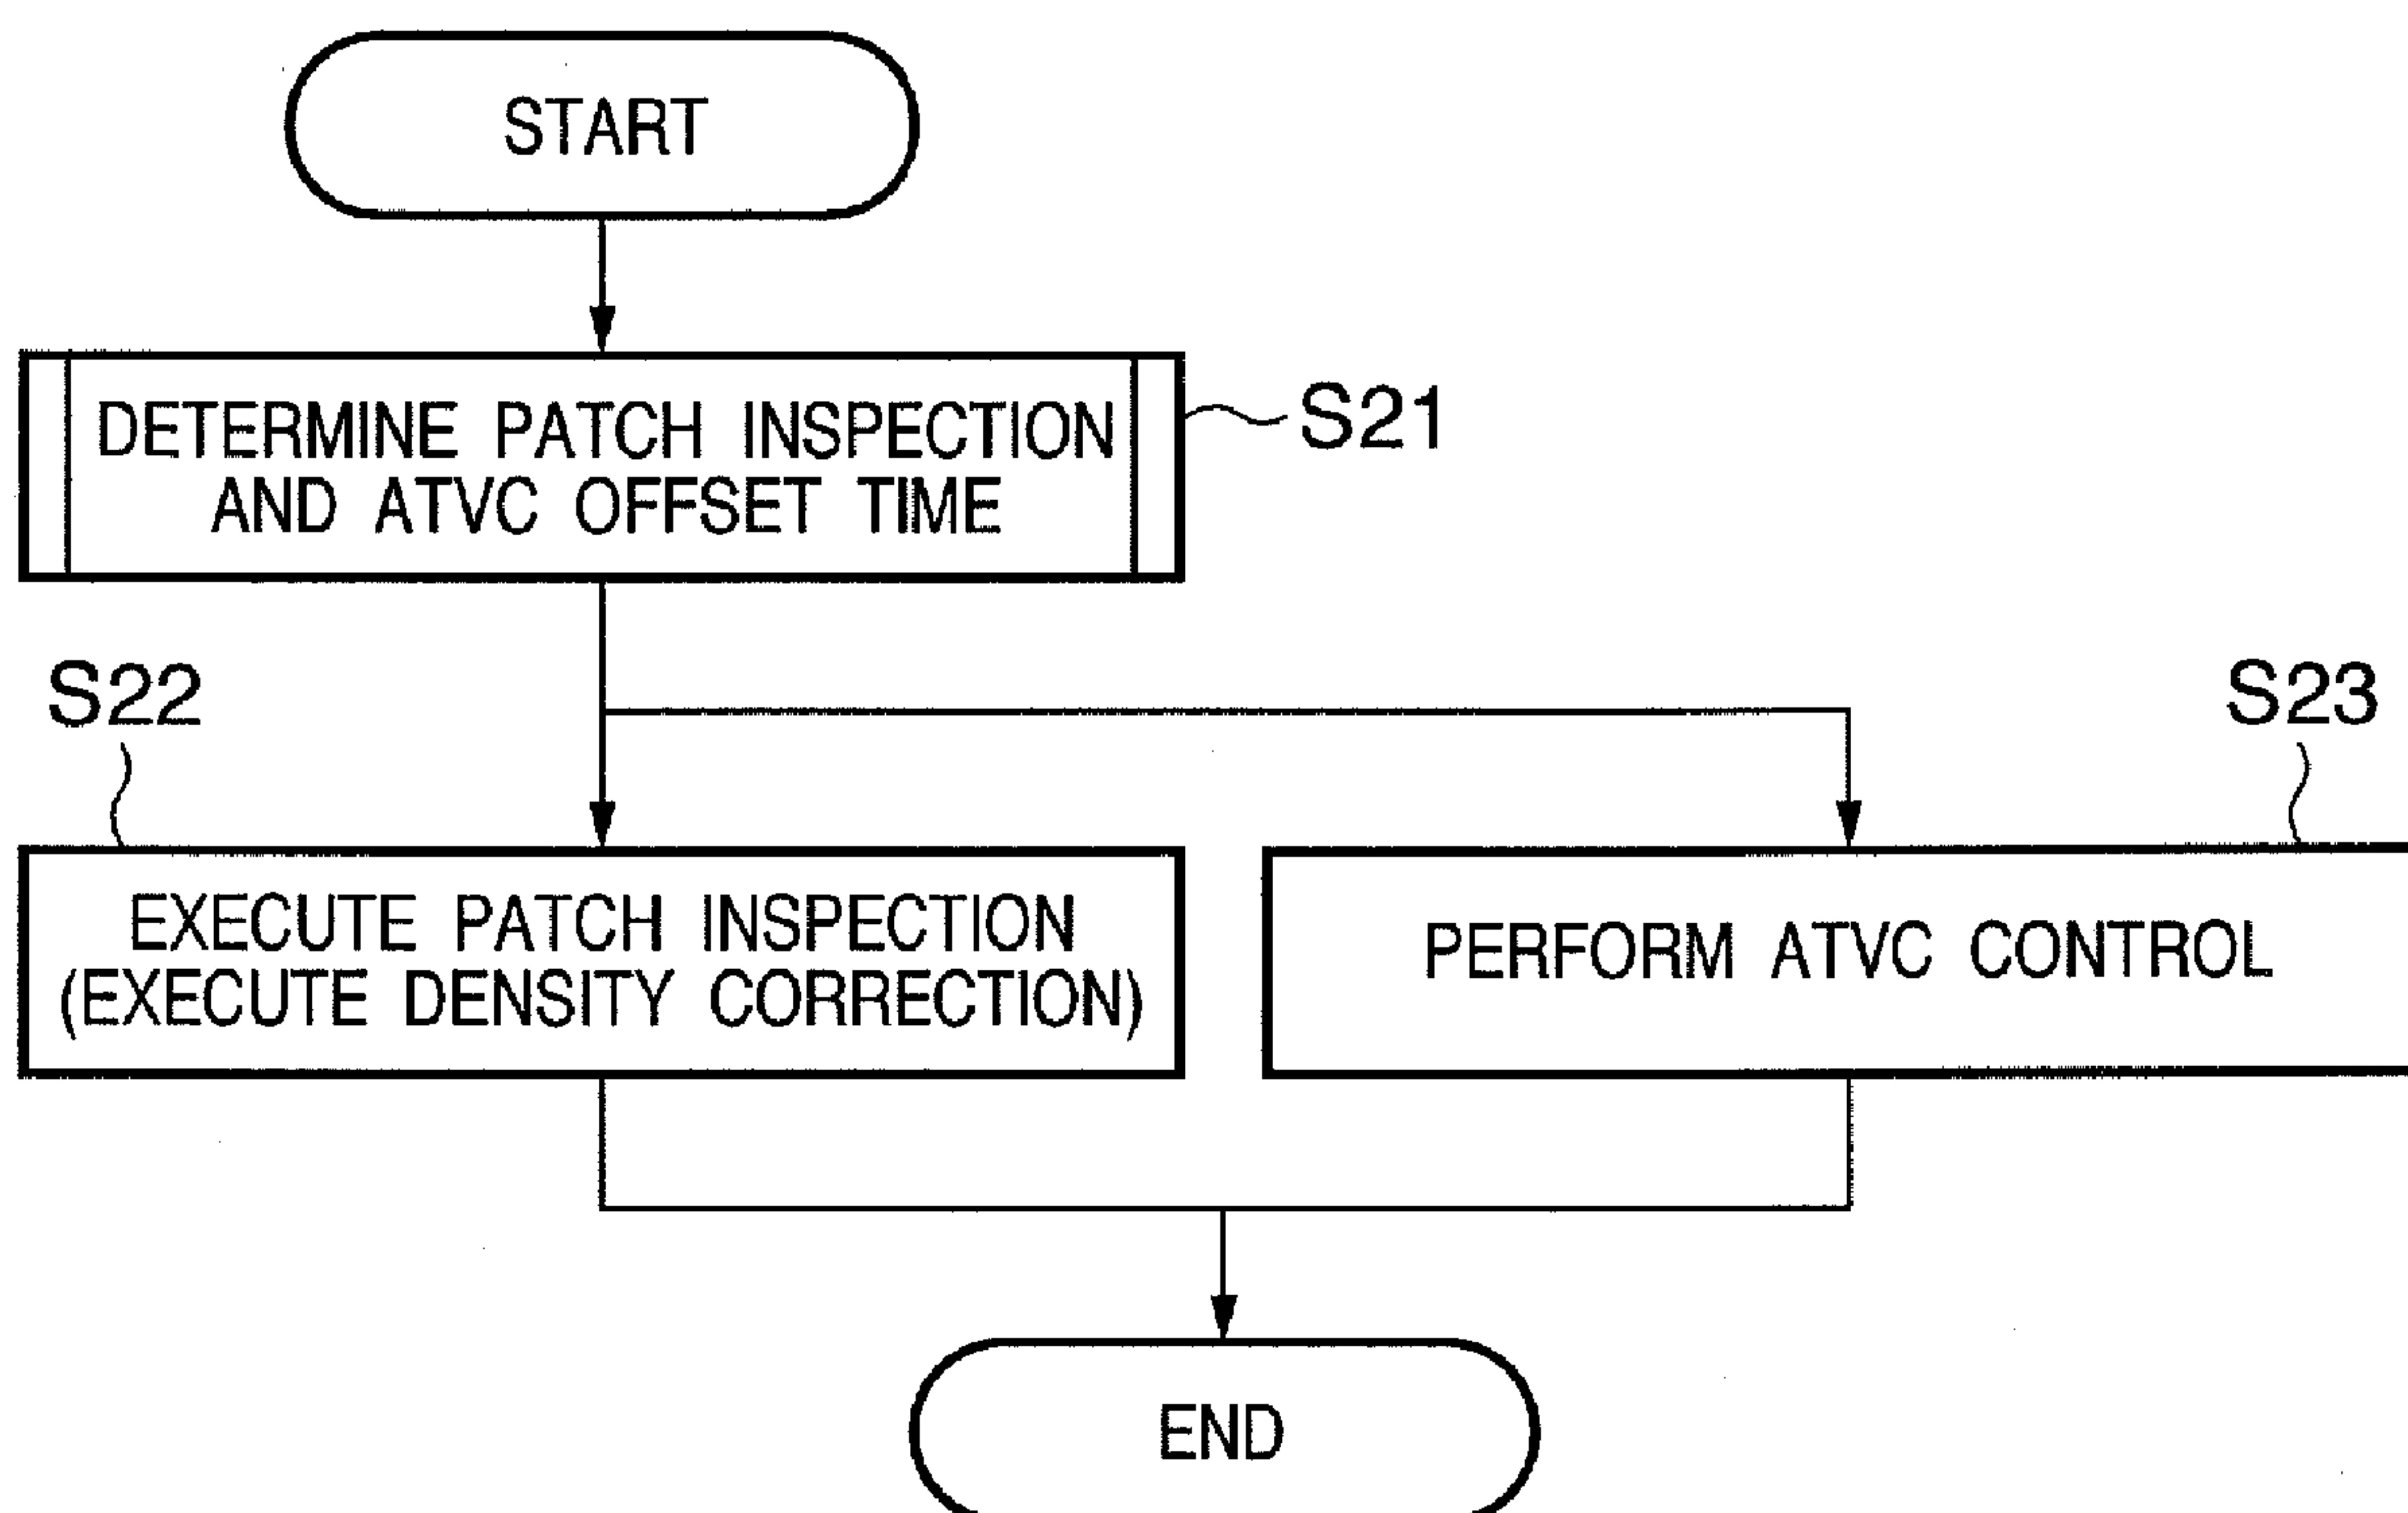 START
DETERMINE PATCH INSPECTION
AND ATVC OFFSET TIME
S21
S22
S23
EXECUTE PATCH INSPECTION
(EXECUTE DENSITY CORRECTION)
PERFORM ATVC CONTROL
END